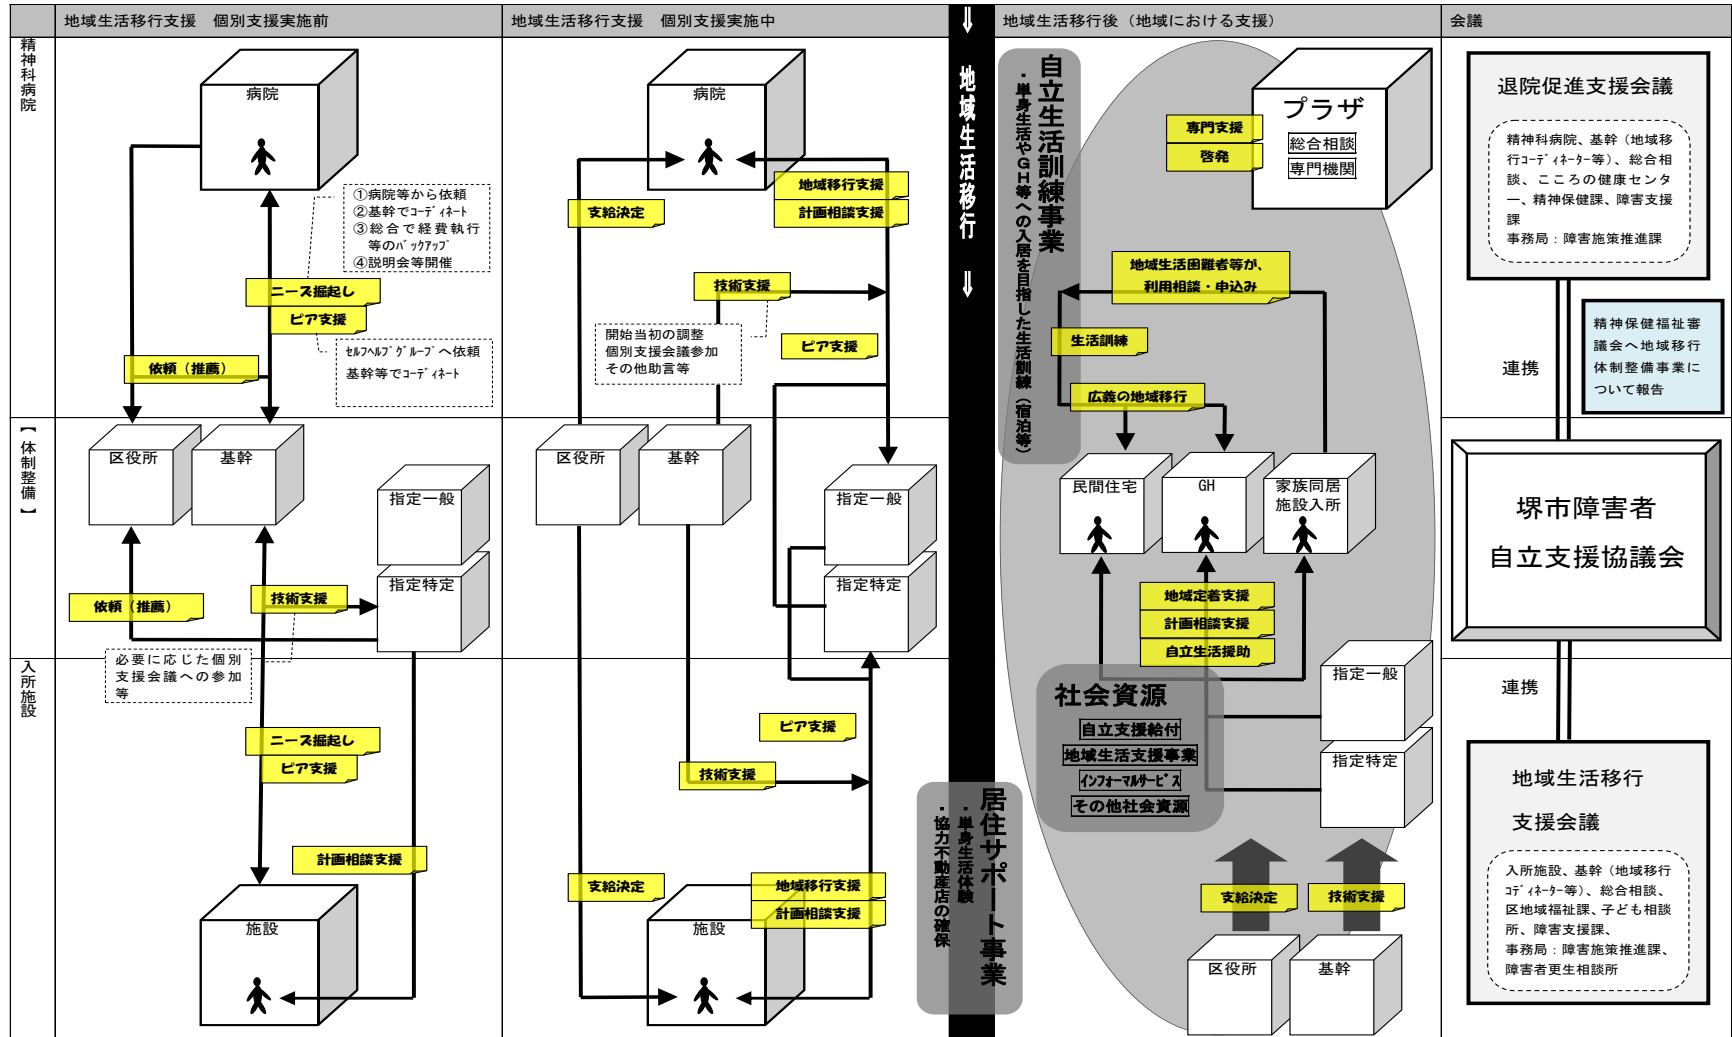 地域生活移行支援　個別支援実施前
地域生活移行支援　個別支援実施中
⇓ 地域生活移行 ⇓
地域生活移行後（地域における支援）
会議
精神科病院
【体制整備】
入所施設
病院
①病院等から依頼
②基幹でｺｰﾃﾞｨﾈｰﾄ
③総合で経費執行
等のﾊﾞｯｸｱｯﾌﾟ
④説明会等開催
ニーズ掘起し
ピア支援
ｾﾙﾌﾍﾙﾌﾟｸﾞﾙｰﾌﾟへ依頼
基幹等でｺｰﾃﾞｨﾈｰﾄ
依頼（推薦）
区役所
基幹
指定一般
指定特定
依頼（推薦）
技術支援
必要に応じた個別
支援会議への参加
等
ニーズ掘起し
ピア支援
計画相談支援
施設
病院
支給決定
地域移行支援
計画相談支援
技術支援
開始当初の調整
個別支援会議参加
その他助言等
ピア支援
区役所
基幹
指定一般
指定特定
ピア支援
技術支援
支給決定
地域移行支援
計画相談支援
施設
居住サポート事業
・単身生活体験
・協力不動産店の確保
自立生活訓練事業
・単身生活やGH等への入居を目指した生活訓練（宿泊等）
プラザ
総合相談
専門機関
専門支援
啓発
地域生活困難者等が、
利用相談・申込み
生活訓練
広義の地域移行
民間住宅
GH
家族同居
施設入所
地域定着支援
計画相談支援
自立生活援助
社会資源
自立支援給付
地域生活支援事業
ｲﾝﾌｫｰﾏﾙｻｰﾋﾞｽ
その他社会資源
指定一般
指定特定
支給決定
技術支援
区役所
基幹
退院促進支援会議
精神科病院、基幹（地域移
行ｺｰﾃﾞｨﾈｰﾀｰ等）、総合相
談、こころの健康センタ
ー、精神保健課、障害支援
課
事務局：障害施策推進課
連携
精神保健福祉審
議会へ地域移行
体制整備事業に
ついて報告
堺市障害者
自立支援協議会
連携
地域生活移行
支援会議
入所施設、基幹（地域移行
ｺﾃﾞｨﾈｰﾀｰ等）、総合相談、
区地域福祉課、子ども相談
所、障害支援課、
事務局：障害施策推進課、
障害者更生相談所